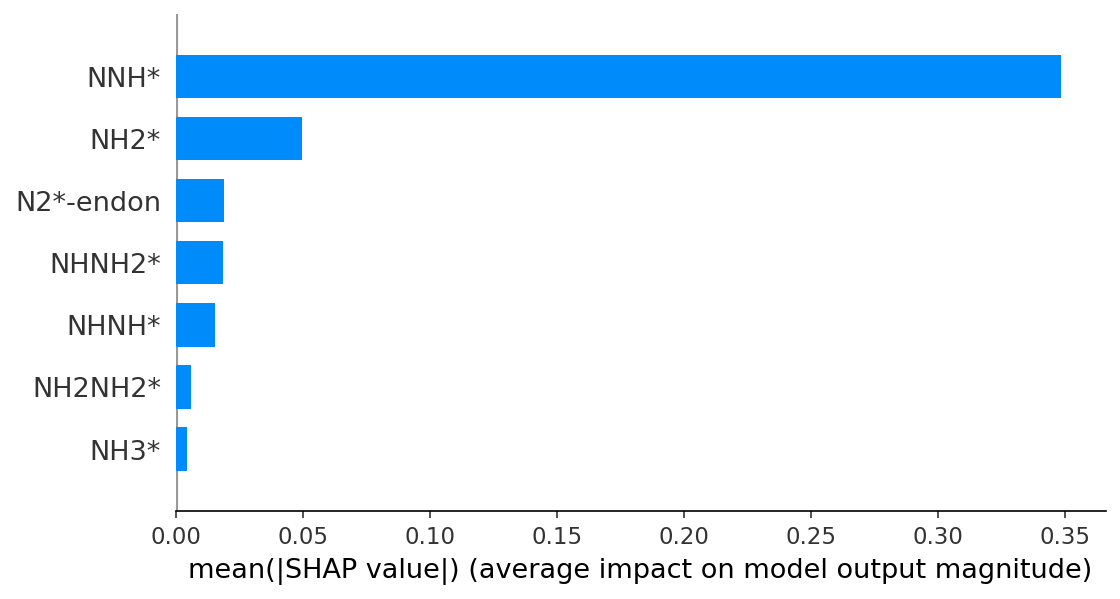 NNH*
NH2*
N2*-endon
NHNH2*
NHNH*
NH2NH2*
NH3*
0.00 0.05 0.10 0.15 0.20 0.25 0.30 0.35
mean(|SHAP value|) (average impact on model output magnitude)